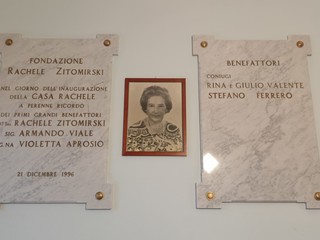 FONDAZIONE
RACHELE ZITOMIRSKI
NEL GIORNO DELL'INAUGURAZIONE
DELLA CASA RACHELE
A PERENNE RICORDO
DEI PRIMI GRANDI BENEFATTORI
RACHELE ZITOMIRSKI
ARMANDO VIALE
VIOLETTA APROSIO
21 DICEMBRE 1996
BENEFATTORI
CONIUGI
RINA E GIULIO VALENTE
STEFANO FERRERO